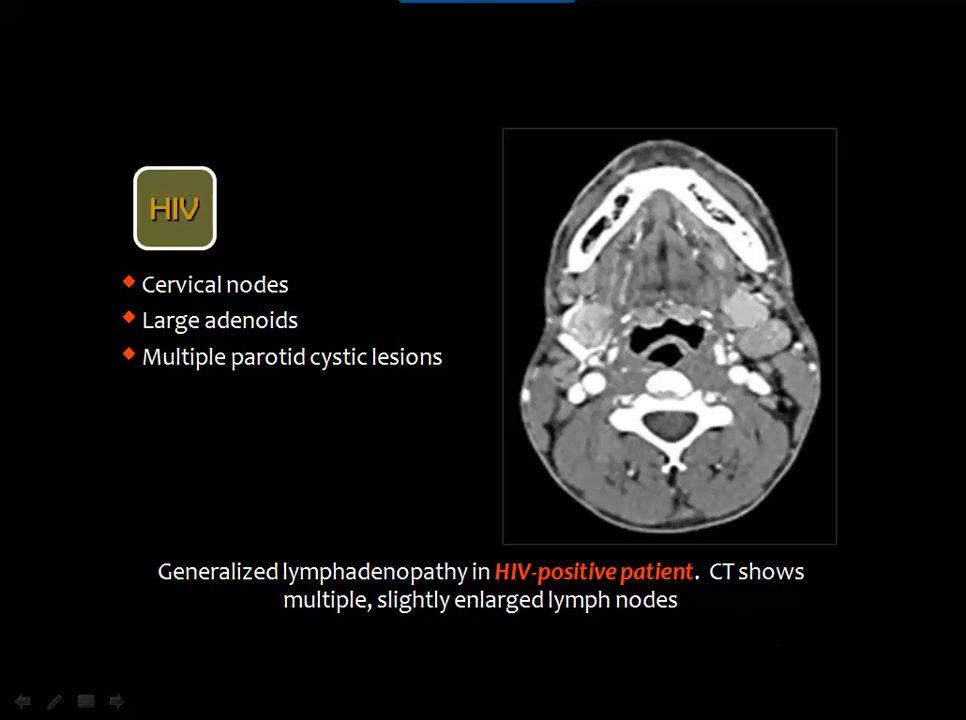 HIV
Cervical nodes
Large adenoids
Multiple parotid cystic lesions
Generalized lymphadenopathy in HIV-positive patient. CT shows
multiple, slightly enlarged lymph nodes